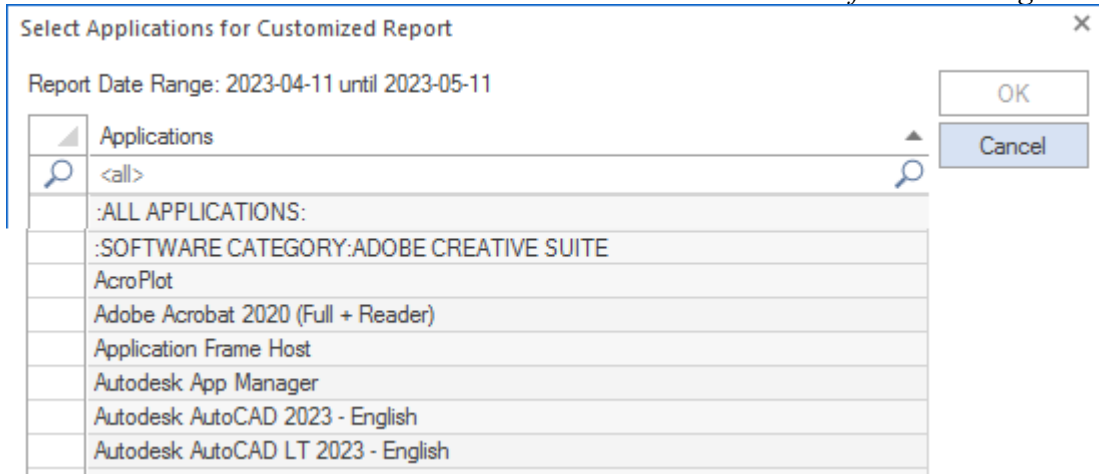 Select Applications for Customized Report
Report Date Range: 2023-04-11 until 2023-05-11
OK
Applications
Cancel
<all>
:ALL APPLICATIONS:
:SOFTWARE CATEGORY:ADOBE CREATIVE SUITE
AcroPlot
Adobe Acrobat 2020 (Full + Reader)
Application Frame Host
Autodesk App Manager
Autodesk AutoCAD 2023 - English
Autodesk AutoCAD LT 2023 - English